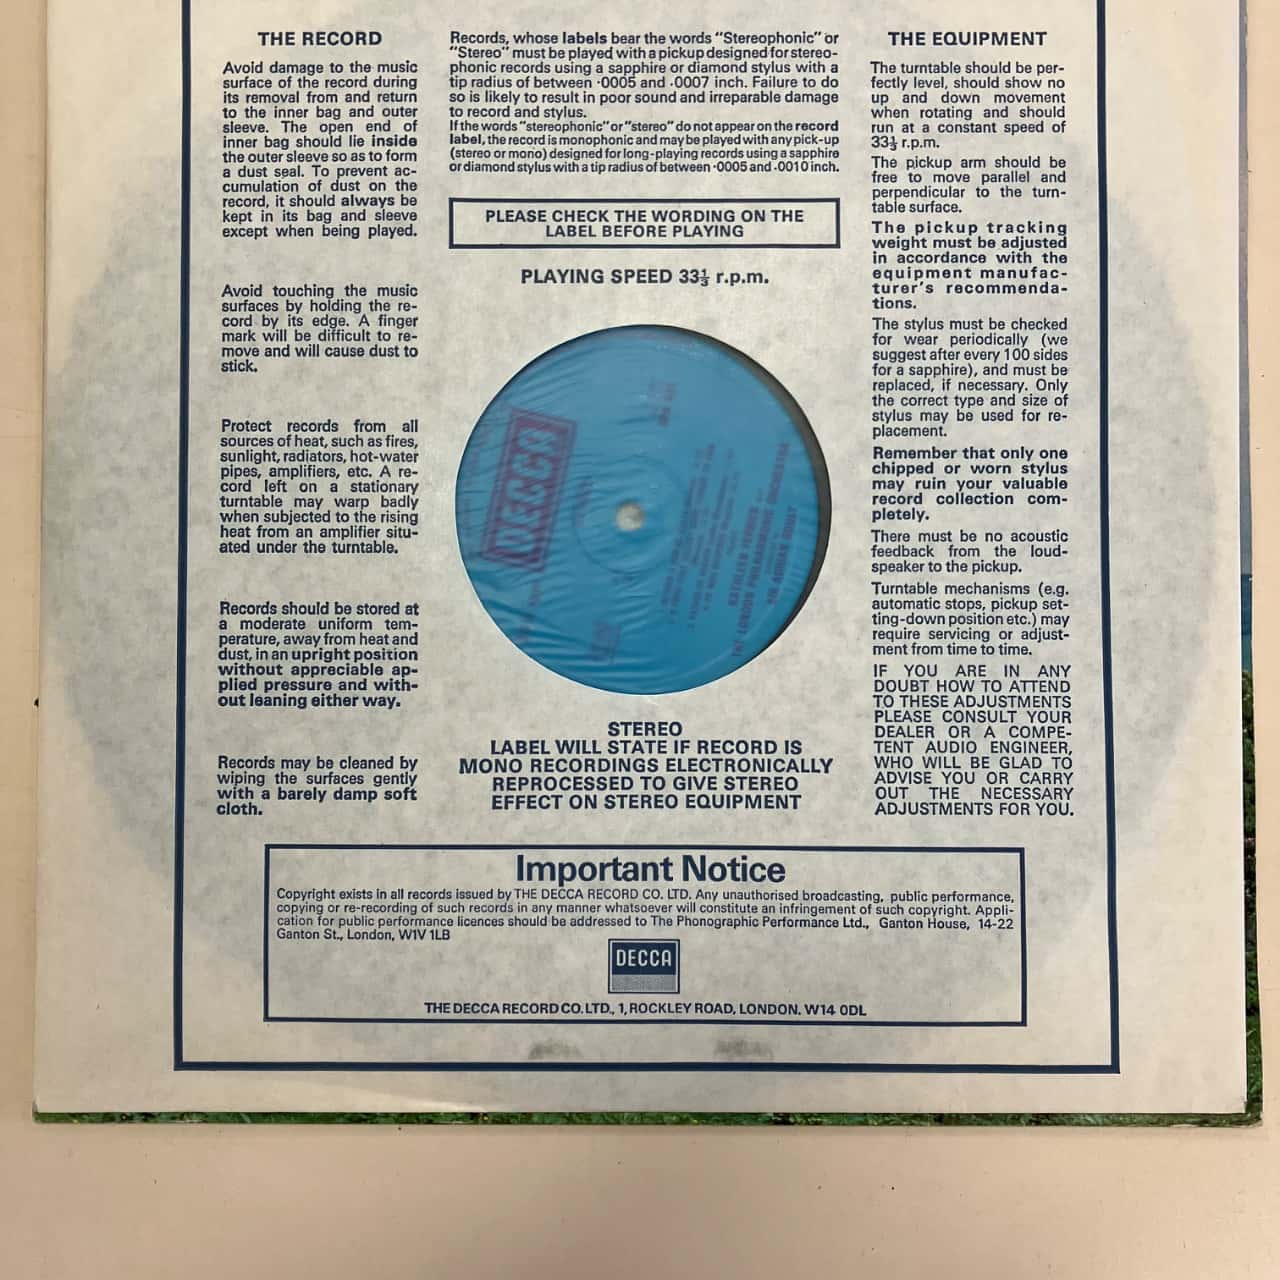 THE RECORD
Avoid damage to the music
surface of the record during
its removal from and return
to the inner bag and outer
sleeve. The open end of
inner bag should lie inside
the outer sleeve so as to form
a dust seal. To prevent ac-
cumulation of dust on the
record, it should always be
kept in its bag and sleeve
except when being played.
Avoid touching the music
surfaces by holding the re-
cord by its edge. A finger
mark will be difficult to re-
move and will cause dust to
stick.
Protect records from all
sources of heat, such as fires,
sunlight, radiators, hot-water
pipes, amplifiers, etc. A re-
cord left on a stationary
turntable may warp badly
when subjected to the rising
heat from an amplifier situ-
ated under the turntable.
Records should be stored at
a moderate uniform tem-
perature, away from heat and
dust, in an upright position
without appreciable ap-
plied pressure and with-
out leaning either way.
Records may be cleaned by
wiping the surfaces gently
with a barely damp soft
cloth.
Records, whose labels bear the words "Stereophonic" or
"Stereo" must be played with a pickup designed for stereo-
phonic records using a sapphire or diamond stylus with a
tip radius of between ·0005 and ·0007 inch. Failure to do
so is likely to result in poor sound and irreparable damage
to record and stylus.
If the words "stereophonic" or "stereo" do not appear on the record
label, the record is monophonic and may be played with any pick-up
(stereo or mono) designed for long-playing records using a sapphire
or diamond stylus with a tip radius of between ·0005 and ·0010 inch.
PLEASE CHECK THE WORDING ON THE
LABEL BEFORE PLAYING
PLAYING SPEED 33⅓ r.p.m.
DECCA
KATHLEEN FERRIER
THE LONDON PHILHARMONIC ORCHESTRA
SIR ADRIAN BOULT
STEREO
LABEL WILL STATE IF RECORD IS
MONO RECORDINGS ELECTRONICALLY
REPROCESSED TO GIVE STEREO
EFFECT ON STEREO EQUIPMENT
THE EQUIPMENT
The turntable should be per-
fectly level, should show no
up and down movement
when rotating and should
run at a constant speed of
33⅓ r.p.m.
The pickup arm should be
free to move parallel and
perpendicular to the turn-
table surface.
The pickup tracking
weight must be adjusted
in accordance with the
equipment manufac-
turer's recommenda-
tions.
The stylus must be checked
for wear periodically (we
suggest after every 100 sides
for a sapphire), and must be
replaced, if necessary. Only
the correct type and size of
stylus may be used for re-
placement.
Remember that only one
chipped or worn stylus
may ruin your valuable
record collection com-
pletely.
There must be no acoustic
feedback from the loud-
speaker to the pickup.
Turntable mechanisms (e.g.
automatic stops, pickup set-
ting-down position etc.) may
require servicing or adjust-
ment from time to time.
IF YOU ARE IN ANY
DOUBT HOW TO ATTEND
TO THESE ADJUSTMENTS
PLEASE CONSULT YOUR
DEALER OR A COMPE-
TENT AUDIO ENGINEER,
WHO WILL BE GLAD TO
ADVISE YOU OR CARRY
OUT THE NECESSARY
ADJUSTMENTS FOR YOU.
Important Notice
Copyright exists in all records issued by THE DECCA RECORD CO. LTD. Any unauthorised broadcasting, public performance,
copying or re-recording of such records in any manner whatsoever will constitute an infringement of such copyright. Appli-
cation for public performance licences should be addressed to The Phonographic Performance Ltd., Ganton House, 14-22
Ganton St., London, W1V 1LB
DECCA
THE DECCA RECORD CO. LTD., 1, ROCKLEY ROAD, LONDON, W14 0DL